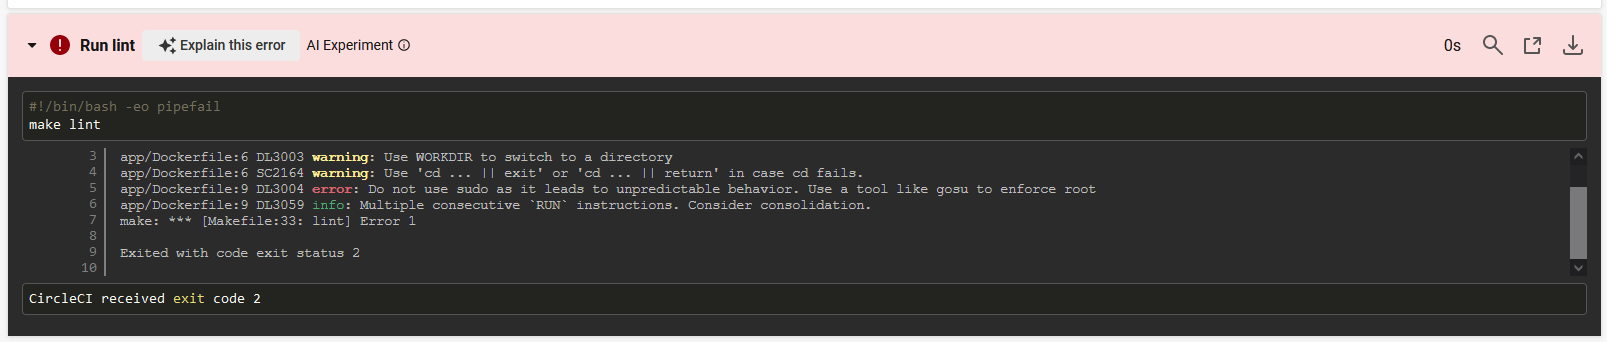 Run lint Explain this error AI Experiment 0s
#!/bin/bash -eo pipefail
make lint
3 app/Dockerfile:6 DL3003 warning: Use WORKDIR to switch to a directory
4 app/Dockerfile:6 SC2164 warning: Use 'cd ... || exit' or 'cd ... || return' in case cd fails.
5 app/Dockerfile:9 DL3004 error: Do not use sudo as it leads to unpredictable behavior. Use a tool like gosu to enforce root
6 app/Dockerfile:9 DL3059 info: Multiple consecutive `RUN` instructions. Consider consolidation.
7 make: *** [Makefile:33: lint] Error 1
8
9 Exited with code exit status 2
10
CircleCI received exit code 2